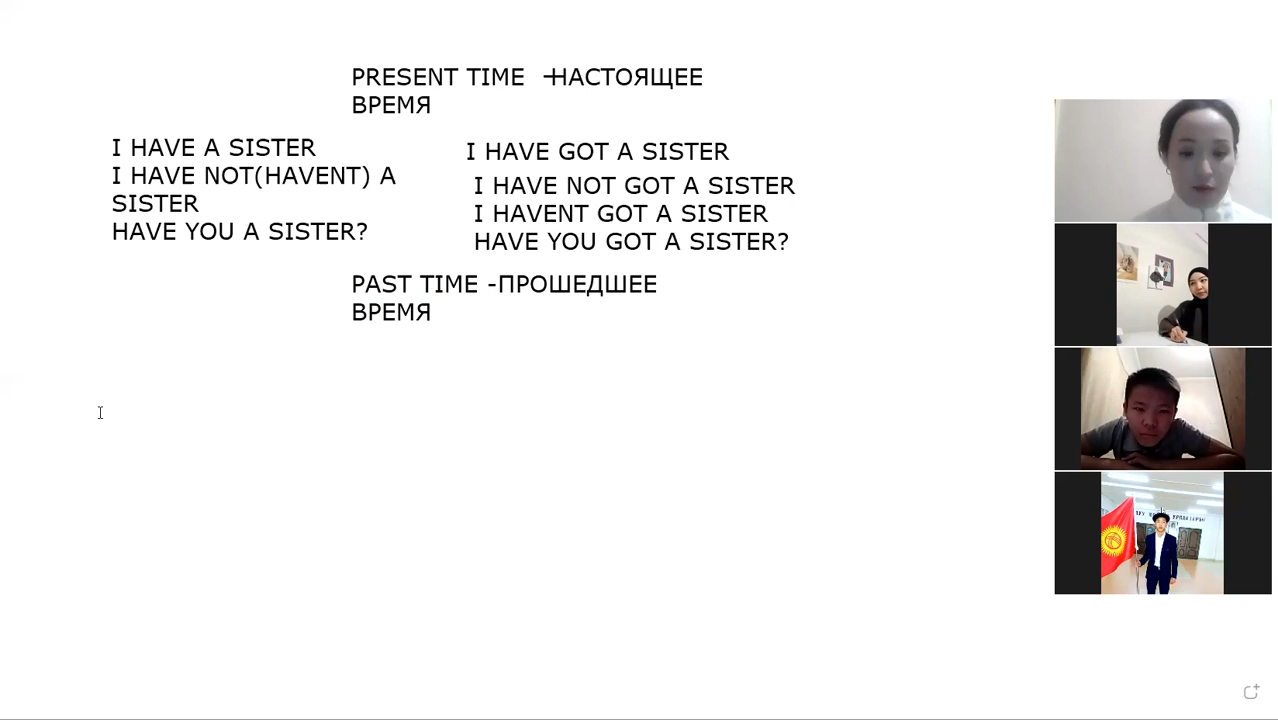 PRESENT TIME -НАСТОЯЩЕЕ
ВРЕМЯ
I HAVE A SISTER
I HAVE NOT(HAVENT) A
SISTER
HAVE YOU A SISTER?
I HAVE GOT A SISTER
I HAVE NOT GOT A SISTER
I HAVENT GOT A SISTER
HAVE YOU GOT A SISTER?
PAST TIME -ПРОШЕДШЕЕ
ВРЕМЯ